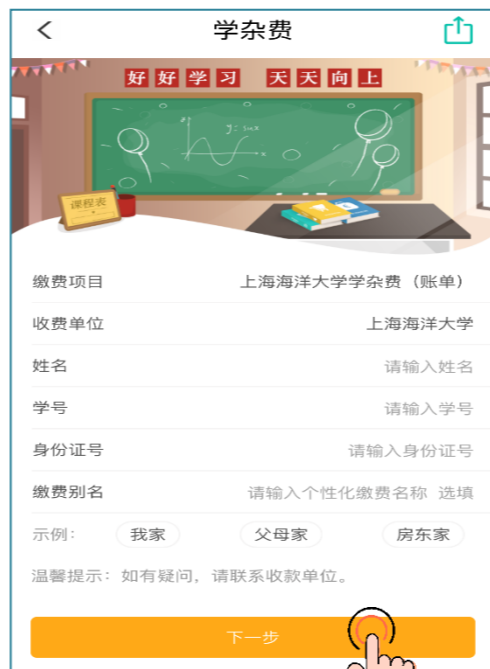 学杂费
好好学习 天天向上
y=sinx
课程表
缴费项目 上海海洋大学学杂费（账单）
收费单位 上海海洋大学
姓名 请输入姓名
学号 请输入学号
身份证号 请输入身份证号
缴费别名 请输入个性化缴费名称 选填
示例： 我家 父母家 房东家
温馨提示：如有疑问，请联系收款单位。
下一步